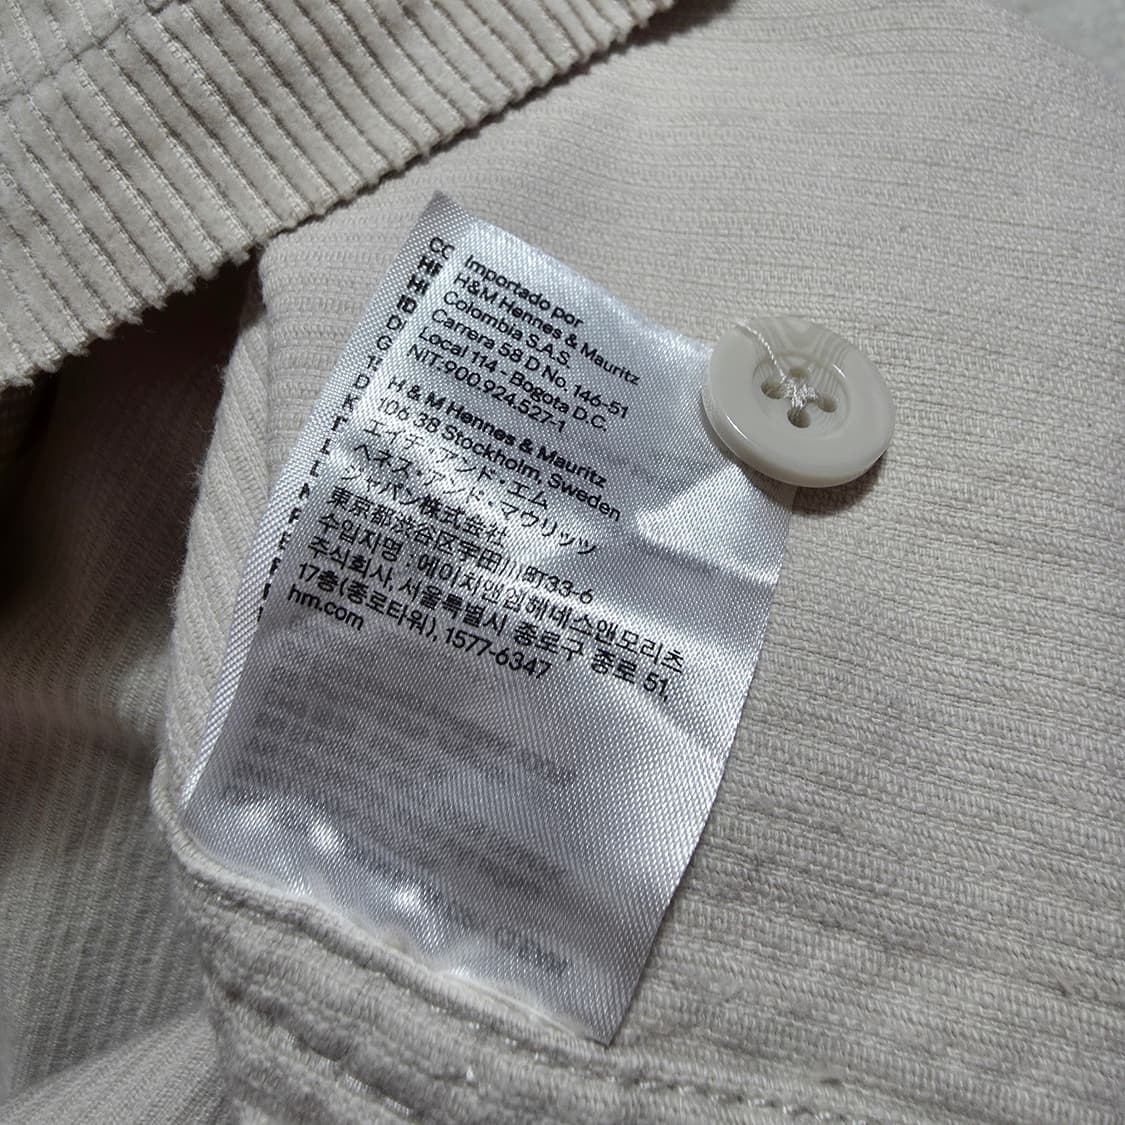 Importado por
H&M Hennes & Mauritz
Colombia S.A.S.
Carrera 58 D No. 146-51
Local 114 - Bogota D.C.
NIT.900.924.527-1
H & M Hennes & Mauritz
106 38 Stockholm, Sweden
エイチ・アンド・エム
ヘネス・アンド・マウリッツ
ジャパン株式会社
東京都渋谷区宇田川町33-6
수입자명 : 에이치앤엠헤네스앤모리츠
주식회사, 서울특별시 종로구 종로 51,
17층(종로타워), 1577-6347
hm.com